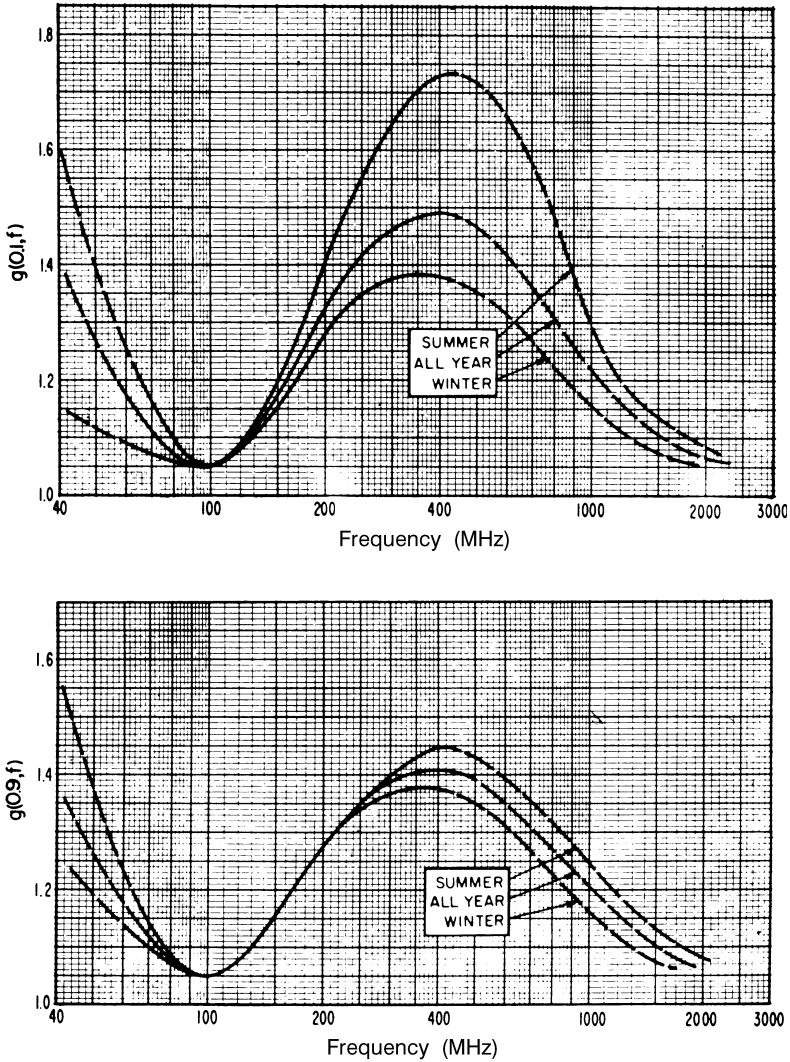 1.8
1.6
g(0.1,f)
1.4
1.2
1.0
SUMMER
ALL YEAR
WINTER
40 100 200 400 1000 2000 3000
Frequency (MHz)
1.6
g(0.9,f)
1.4
1.2
1.0
SUMMER
ALL YEAR
WINTER
40 100 200 400 1000 2000 3000
Frequency (MHz)